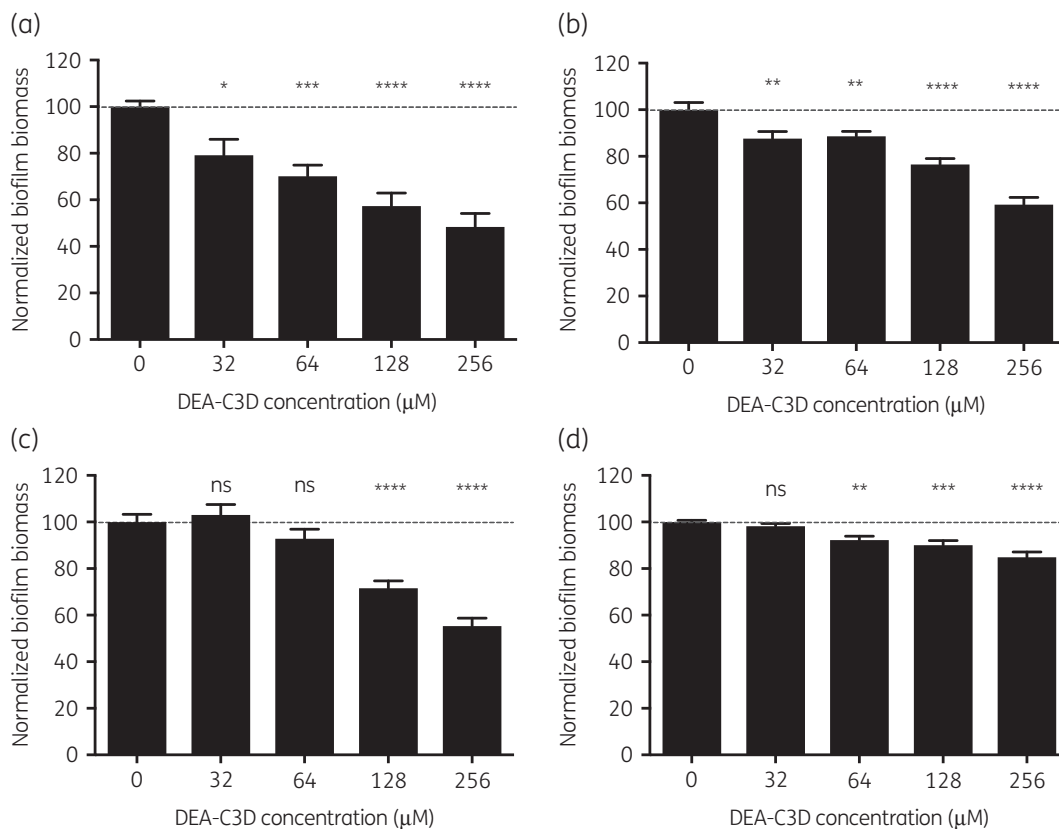 (a)
120
100
80
60
40
20
0
Normalized biofilm biomass
* *** **** ****
0 32 64 128 256
DEA-C3D concentration (μM)
(b)
120
100
80
60
40
20
0
Normalized biofilm biomass
** ** **** ****
0 32 64 128 256
DEA-C3D concentration (μM)
(c)
120
100
80
60
40
20
0
Normalized biofilm biomass
ns ns **** ****
0 32 64 128 256
DEA-C3D concentration (μM)
(d)
120
100
80
60
40
20
0
Normalized biofilm biomass
ns ** *** ****
0 32 64 128 256
DEA-C3D concentration (μM)